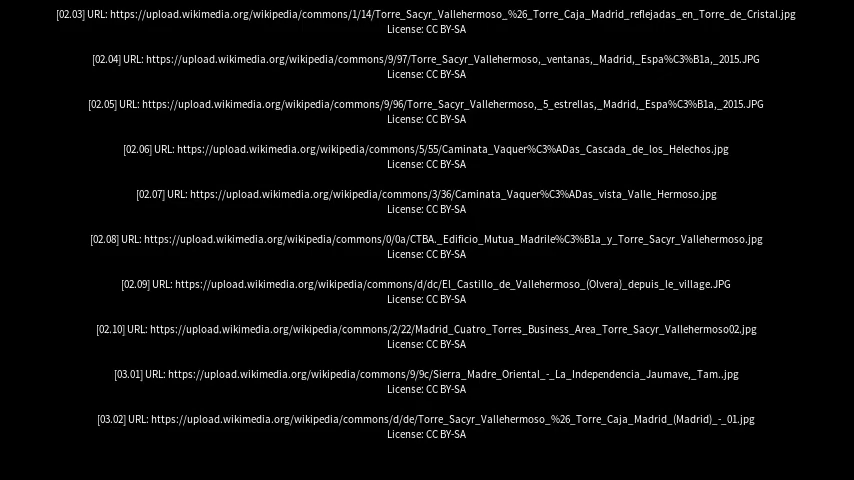 [02.03] URL: https://upload.wikimedia.org/wikipedia/commons/1/14/Torre_Sacyr_Vallehermoso_%26_Torre_Caja_Madrid_reflejadas_en_Torre_de_Cristal.jpg
License: CC BY-SA
[02.04] URL: https://upload.wikimedia.org/wikipedia/commons/9/97/Torre_Sacyr_Vallehermoso,_ventanas,_Madrid,_Espa%C3%B1a,_2015.JPG
License: CC BY-SA
[02.05] URL: https://upload.wikimedia.org/wikipedia/commons/9/96/Torre_Sacyr_Vallehermoso,_5_estrellas,_Madrid,_Espa%C3%B1a,_2015.JPG
License: CC BY-SA
[02.06] URL: https://upload.wikimedia.org/wikipedia/commons/5/55/Caminata_Vaquer%C3%ADas_Cascada_de_los_Helechos.jpg
License: CC BY-SA
[02.07] URL: https://upload.wikimedia.org/wikipedia/commons/3/36/Caminata_Vaquer%C3%ADas_vista_Valle_Hermoso.jpg
License: CC BY-SA
[02.08] URL: https://upload.wikimedia.org/wikipedia/commons/0/0a/CTBA._Edificio_Mutua_Madrile%C3%B1a_y_Torre_Sacyr_Vallehermoso.jpg
License: CC BY-SA
[02.09] URL: https://upload.wikimedia.org/wikipedia/commons/d/dc/El_Castillo_de_Vallehermoso_(Olvera)_depuis_le_village.JPG
License: CC BY-SA
[02.10] URL: https://upload.wikimedia.org/wikipedia/commons/2/22/Madrid_Cuatro_Torres_Business_Area_Torre_Sacyr_Vallehermoso02.jpg
License: CC BY-SA
[03.01] URL: https://upload.wikimedia.org/wikipedia/commons/9/9c/Sierra_Madre_Oriental_-_La_Independencia_Jaumave,_Tam..jpg
License: CC BY-SA
[03.02] URL: https://upload.wikimedia.org/wikipedia/commons/d/de/Torre_Sacyr_Vallehermoso_%26_Torre_Caja_Madrid_(Madrid)_-_01.jpg
License: CC BY-SA